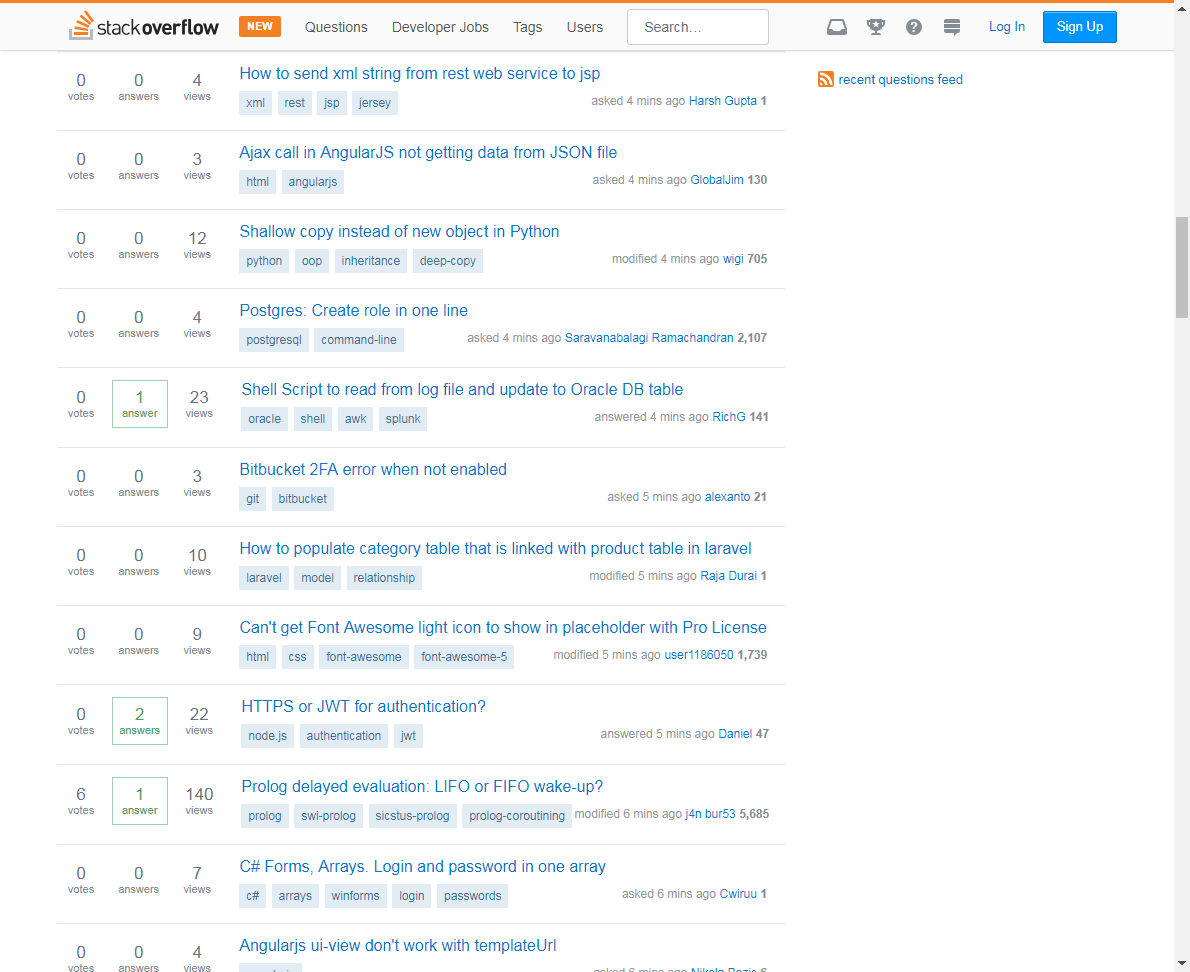 stackoverflow NEW Questions Developer Jobs Tags Users Search… Log In Sign Up
0 votes 0 answers 4 views How to send xml string from rest web service to jsp
xml rest jsp jersey asked 4 mins ago Harsh Gupta 1
recent questions feed
0 votes 0 answers 3 views Ajax call in AngularJS not getting data from JSON file
html angularjs asked 4 mins ago GlobalJim 130
0 votes 0 answers 12 views Shallow copy instead of new object in Python
python oop inheritance deep-copy modified 4 mins ago wigi 705
0 votes 0 answers 4 views Postgres: Create role in one line
postgresql command-line asked 4 mins ago Saravanabalagi Ramachandran 2,107
0 votes 1 answer 23 views Shell Script to read from log file and update to Oracle DB table
oracle shell awk splunk answered 4 mins ago RichG 141
0 votes 0 answers 3 views Bitbucket 2FA error when not enabled
git bitbucket asked 5 mins ago alexanto 21
0 votes 0 answers 10 views How to populate category table that is linked with product table in laravel
laravel model relationship modified 5 mins ago Raja Durai 1
0 votes 0 answers 9 views Can't get Font Awesome light icon to show in placeholder with Pro License
html css font-awesome font-awesome-5 modified 5 mins ago user1186050 1,739
0 votes 2 answers 22 views HTTPS or JWT for authentication?
node.js authentication jwt answered 5 mins ago Daniel 47
6 votes 1 answer 140 views Prolog delayed evaluation: LIFO or FIFO wake-up?
prolog swi-prolog sicstus-prolog prolog-coroutining modified 6 mins ago j4n bur53 5,685
0 votes 0 answers 7 views C# Forms, Arrays. Login and password in one array
c# arrays winforms login passwords asked 6 mins ago Cwiruu 1
0 votes 0 answers 4 views Angularjs ui-view don't work with templateUrl
asked 6 mins ago